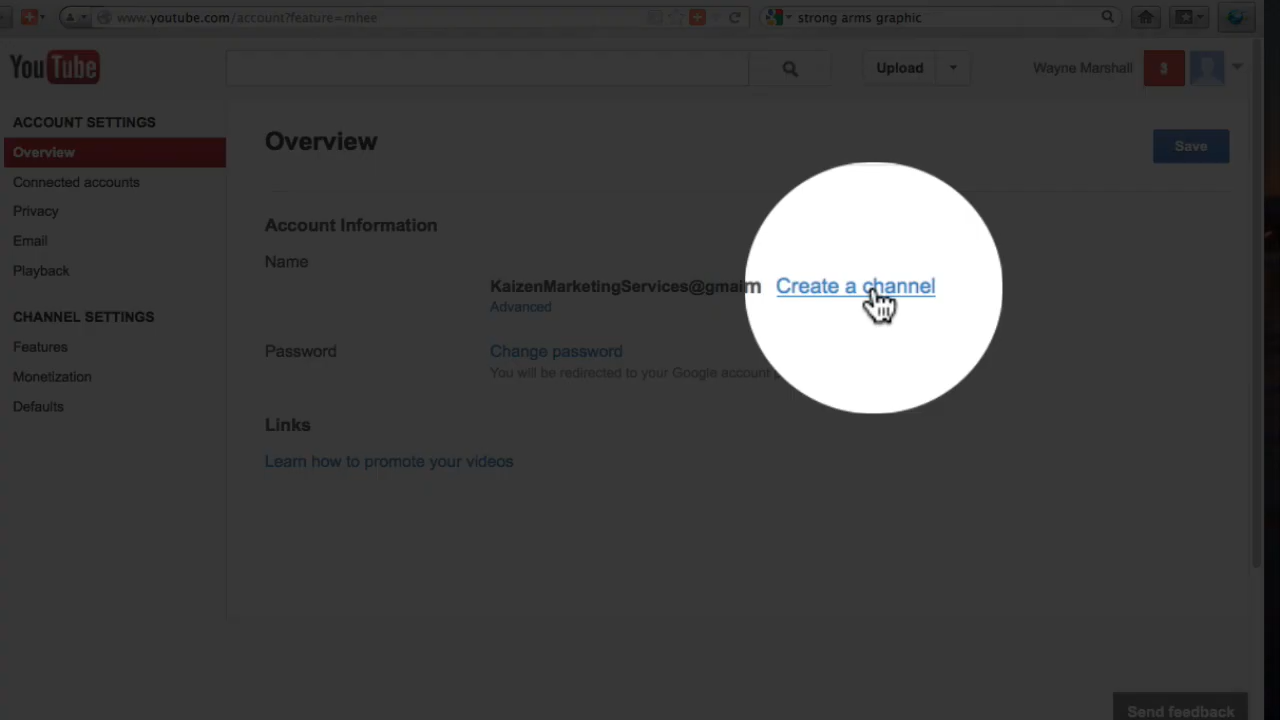 www.youtube.com/account?feature=mhee
strong arms graphic
YouTube
Upload
Wayne Marshall
3
ACCOUNT SETTINGS
Overview
Connected accounts
Privacy
Email
Playback
CHANNEL SETTINGS
Features
Monetization
Defaults
Overview
Save
Account Information
Name
KaizenMarketingServices@gmaim
Create a channel
Advanced
Password
Change password
You will be redirected to your Google account
Links
Learn how to promote your videos
Send feedback